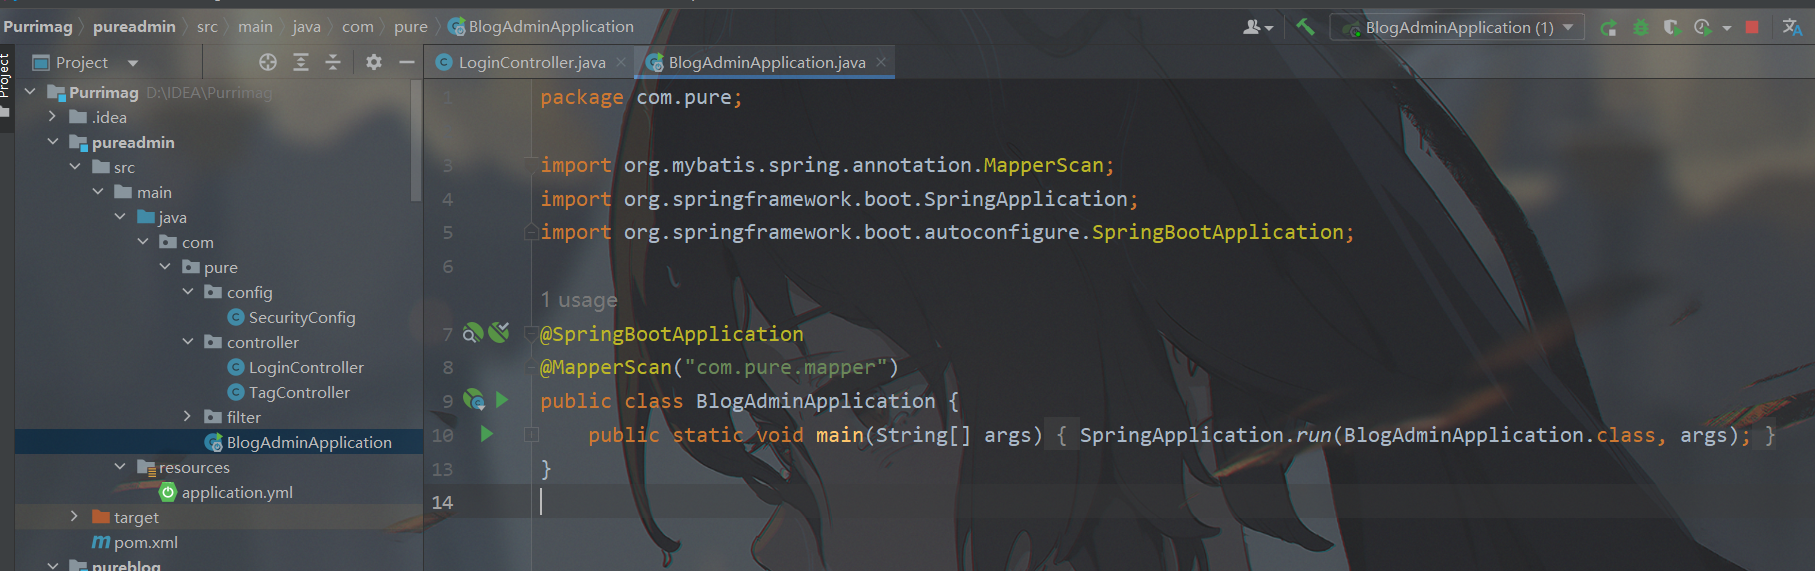 Purrimag pureadmin src main java com pure BlogAdminApplication
BlogAdminApplication (1)
Project
Project
LoginController.java
BlogAdminApplication.java
Purrimag D:\IDEA\Purrimag
.idea
pureadmin
src
main
java
com
pure
config
SecurityConfig
controller
LoginController
TagController
filter
BlogAdminApplication
resources
application.yml
target
pom.xml
pureblog
1 package com.pure;
3 import org.mybatis.spring.annotation.MapperScan;
4 import org.springframework.boot.SpringApplication;
5 import org.springframework.boot.autoconfigure.SpringBootApplication;
6
1 usage
7 @SpringBootApplication
8 @MapperScan("com.pure.mapper")
9 public class BlogAdminApplication {
10 public static void main(String[] args) { SpringApplication.run(BlogAdminApplication.class, args); }
13 }
14